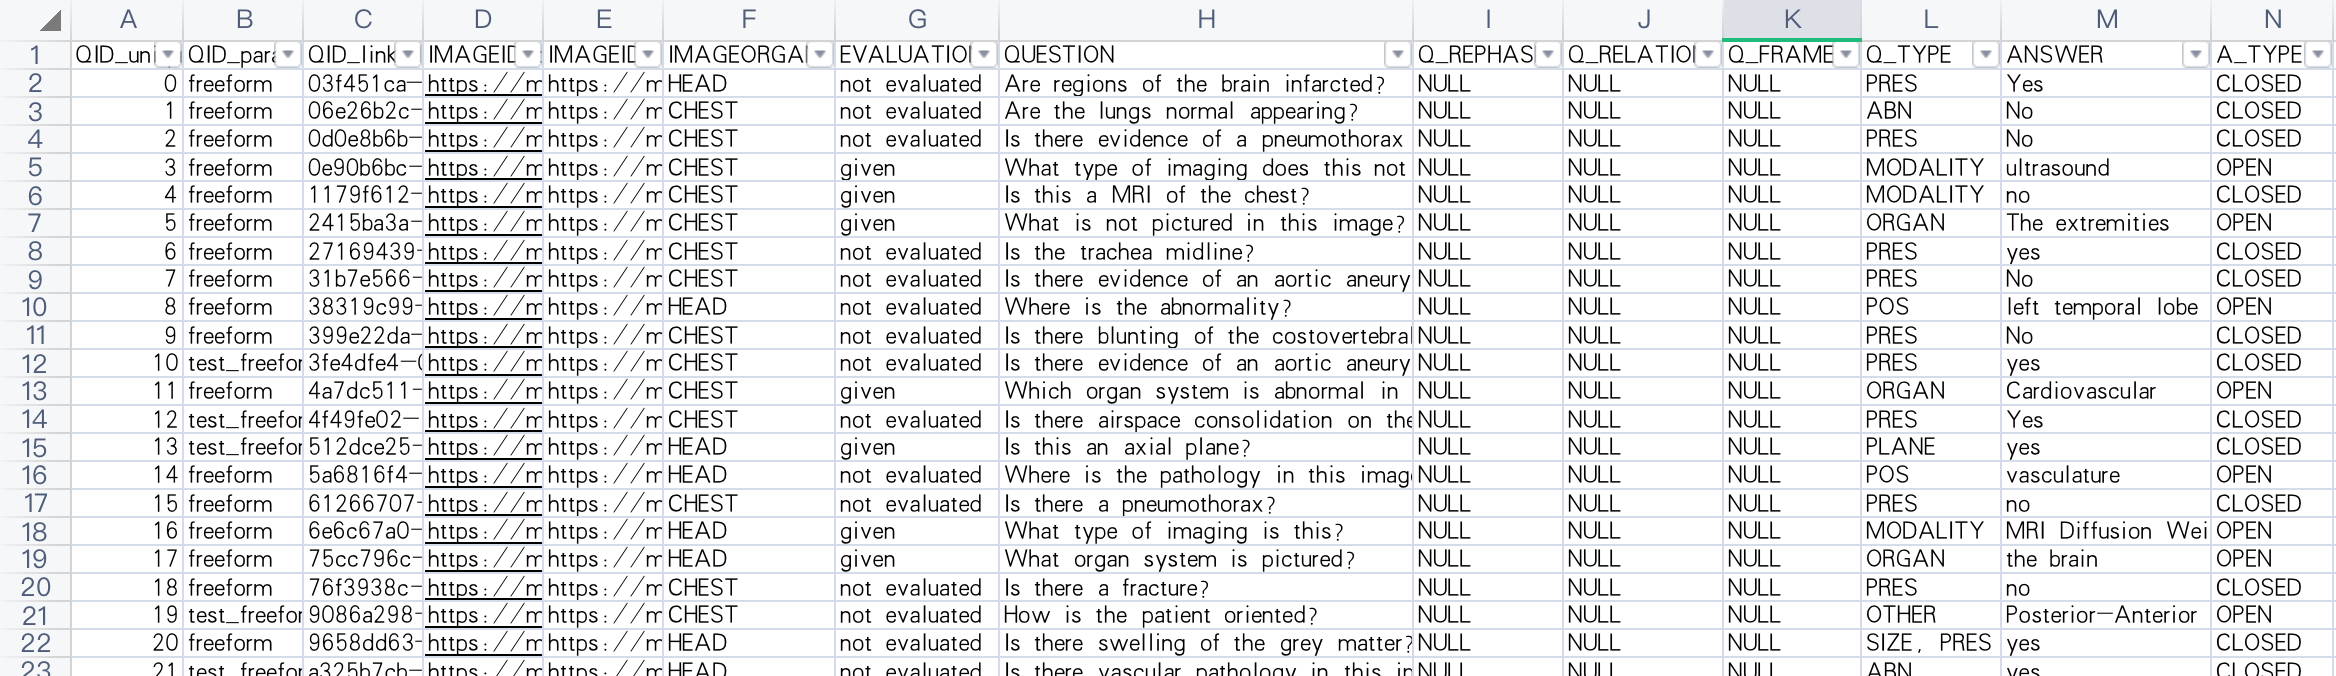 A B C D E F G H I J K L M N
1 QID_uni QID_para QID_link IMAGEID IMAGEID IMAGEORGA EVALUATIO QUESTION Q_REPHAS Q_RELATIO Q_FRAME Q_TYPE ANSWER A_TYPE
2 0 freeform 03f451ca- https://m https://m HEAD not evaluated Are regions of the brain infarcted? NULL NULL NULL PRES Yes CLOSED
3 1 freeform 06e26b2c- https://m https://m CHEST not evaluated Are the lungs normal appearing? NULL NULL NULL ABN No CLOSED
4 2 freeform 0d0e8b6b- https://m https://m CHEST not evaluated Is there evidence of a pneumothorax NULL NULL NULL PRES No CLOSED
5 3 freeform 0e90b6bc- https://m https://m CHEST given What type of imaging does this not NULL NULL NULL MODALITY ultrasound OPEN
6 4 freeform 1179f612- https://m https://m CHEST given Is this a MRI of the chest? NULL NULL NULL MODALITY no CLOSED
7 5 freeform 2415ba3a- https://m https://m CHEST given What is not pictured in this image? NULL NULL NULL ORGAN The extremities OPEN
8 6 freeform 27169439- https://m https://m CHEST not evaluated Is the trachea midline? NULL NULL NULL PRES yes CLOSED
9 7 freeform 31b7e566- https://m https://m CHEST not evaluated Is there evidence of an aortic aneury NULL NULL NULL PRES No CLOSED
10 8 freeform 38319c99- https://m https://m HEAD not evaluated Where is the abnormality? NULL NULL NULL POS left temporal lobe OPEN
11 9 freeform 399e22da- https://m https://m CHEST not evaluated Is there blunting of the costovertebral NULL NULL NULL PRES No CLOSED
12 10 test_freefor 3fe4dfe4- https://m https://m CHEST not evaluated Is there evidence of an aortic aneury NULL NULL NULL PRES yes CLOSED
13 11 freeform 4a7dc511- https://m https://m CHEST given Which organ system is abnormal in NULL NULL NULL ORGAN Cardiovascular OPEN
14 12 test_freefor 4f49fe02- https://m https://m CHEST not evaluated Is there airspace consolidation on the NULL NULL NULL PRES Yes CLOSED
15 13 test_freefor 512dce25- https://m https://m HEAD given Is this an axial plane? NULL NULL NULL PLANE yes CLOSED
16 14 freeform 5a6816f4- https://m https://m HEAD not evaluated Where is the pathology in this imag NULL NULL NULL POS vasculature OPEN
17 15 freeform 61266707- https://m https://m CHEST not evaluated Is there a pneumothorax? NULL NULL NULL PRES no CLOSED
18 16 freeform 6e6c67a0- https://m https://m HEAD given What type of imaging is this? NULL NULL NULL MODALITY MRI Diffusion Wei OPEN
19 17 freeform 75cc796c- https://m https://m HEAD given What organ system is pictured? NULL NULL NULL ORGAN the brain OPEN
20 18 freeform 76f3938c- https://m https://m CHEST not evaluated Is there a fracture? NULL NULL NULL PRES no CLOSED
21 19 test_freefor 9086a298- https://m https://m CHEST not evaluated How is the patient oriented? NULL NULL NULL OTHER Posterior-Anterior OPEN
22 20 freeform 9658dd63- https://m https://m HEAD not evaluated Is there swelling of the grey matter? NULL NULL NULL SIZE, PRES yes CLOSED
23 21 test_freefor a325b7cb- https://m https://m HEAD not evaluated Is there vascular pathology in this NULL NULL NULL ABN yes CLOSED